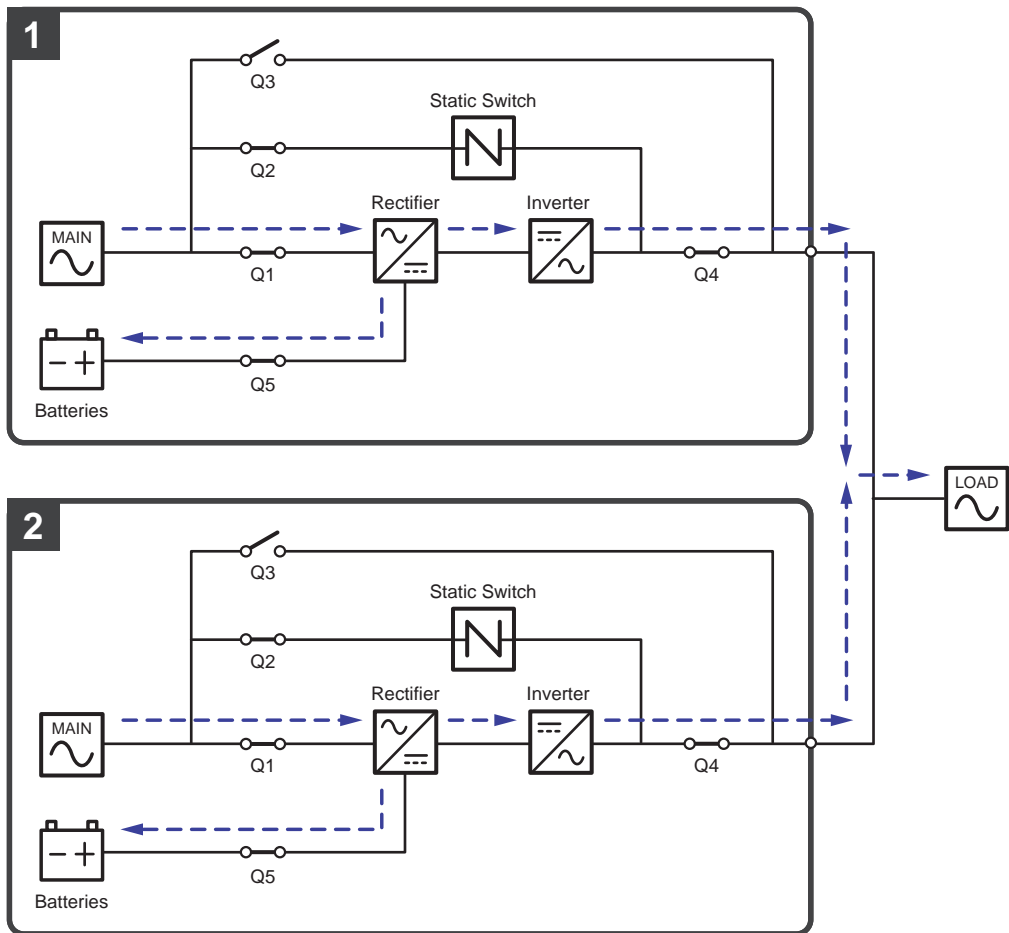 1
Q3
Static Switch
Q2
Rectifier
Inverter
MAIN
Q1
Q4
Q5
Batteries
LOAD
2
Q3
Static Switch
Q2
Rectifier
Inverter
MAIN
Q1
Q4
Q5
Batteries